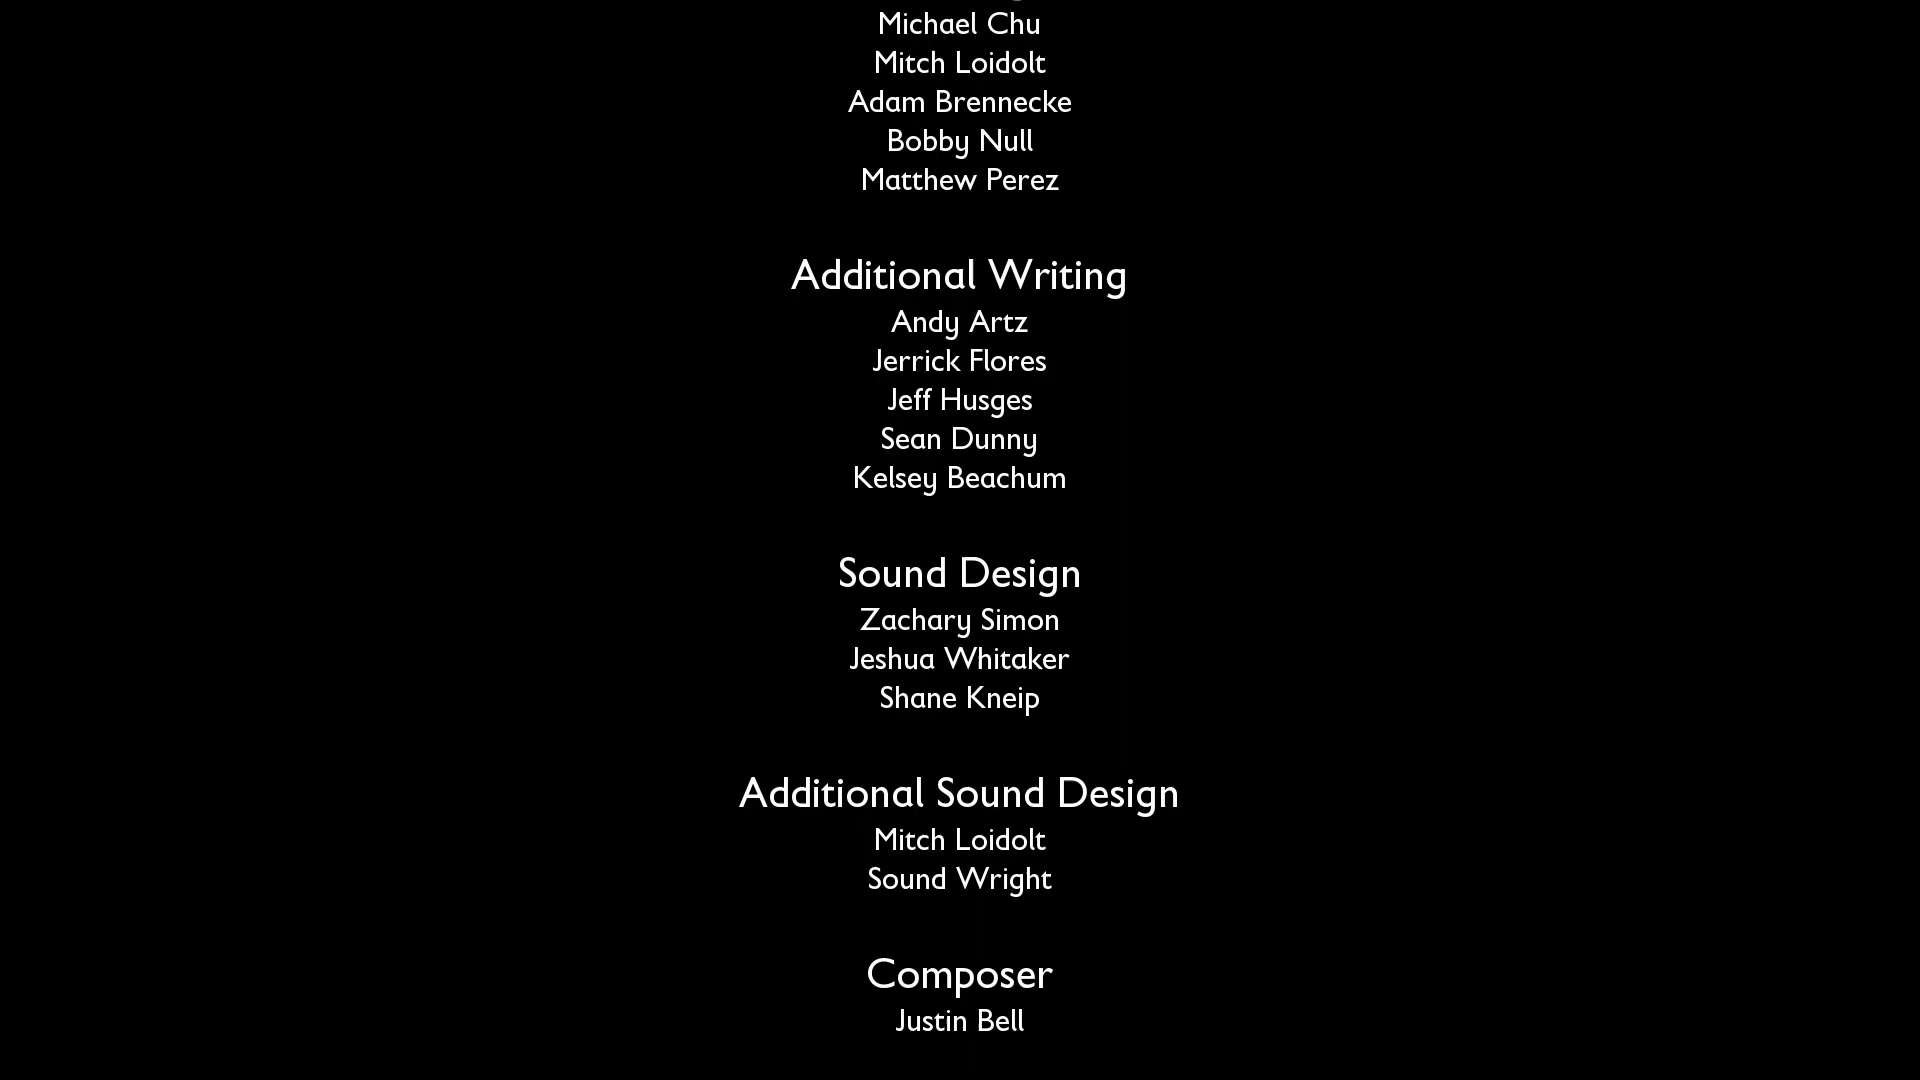 Michael Chu
Mitch Loidolt
Adam Brennecke
Bobby Null
Matthew Perez
Additional Writing
Andy Artz
Jerrick Flores
Jeff Husges
Sean Dunny
Kelsey Beachum
Sound Design
Zachary Simon
Jeshua Whitaker
Shane Kneip
Additional Sound Design
Mitch Loidolt
Sound Wright
Composer
Justin Bell